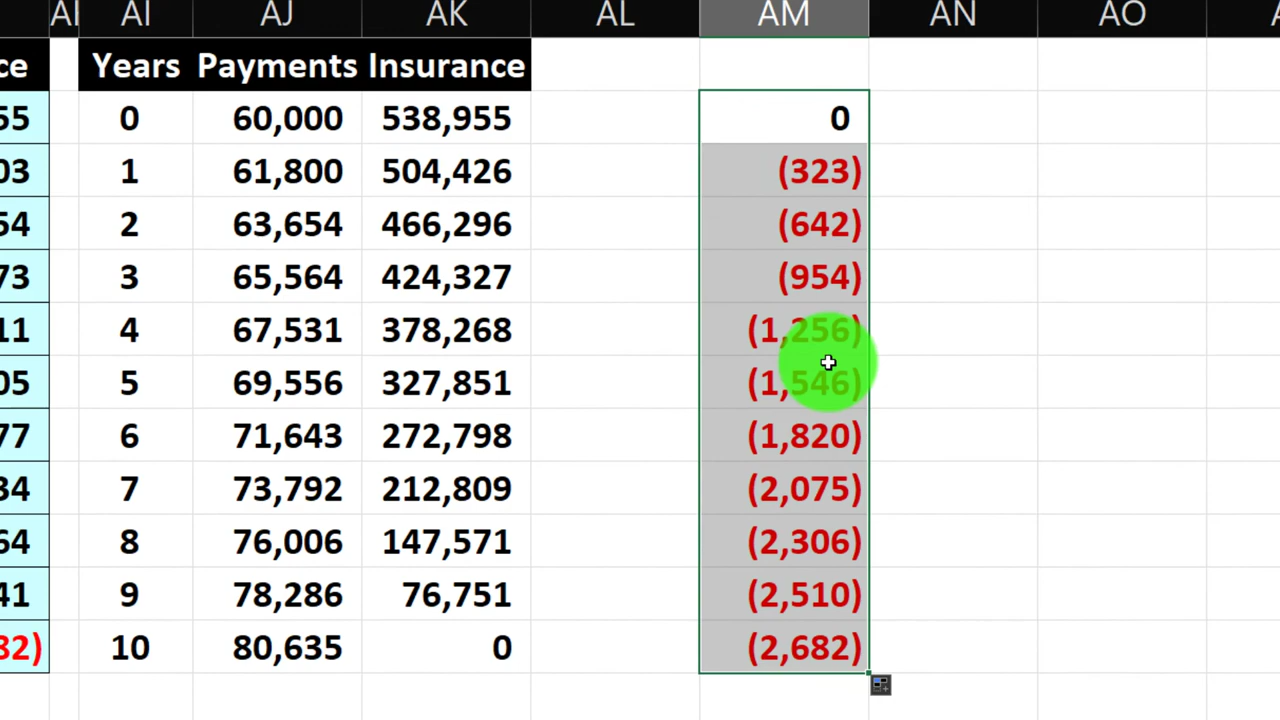 AI AJ AK AL AM AN AO
ce Years Payments Insurance
55 0 60,000 538,955 0
03 1 61,800 504,426 (323)
54 2 63,654 466,296 (642)
73 3 65,564 424,327 (954)
11 4 67,531 378,268 (1,256)
05 5 69,556 327,851 (1,546)
77 6 71,643 272,798 (1,820)
34 7 73,792 212,809 (2,075)
64 8 76,006 147,571 (2,306)
41 9 78,286 76,751 (2,510)
82) 10 80,635 0 (2,682)